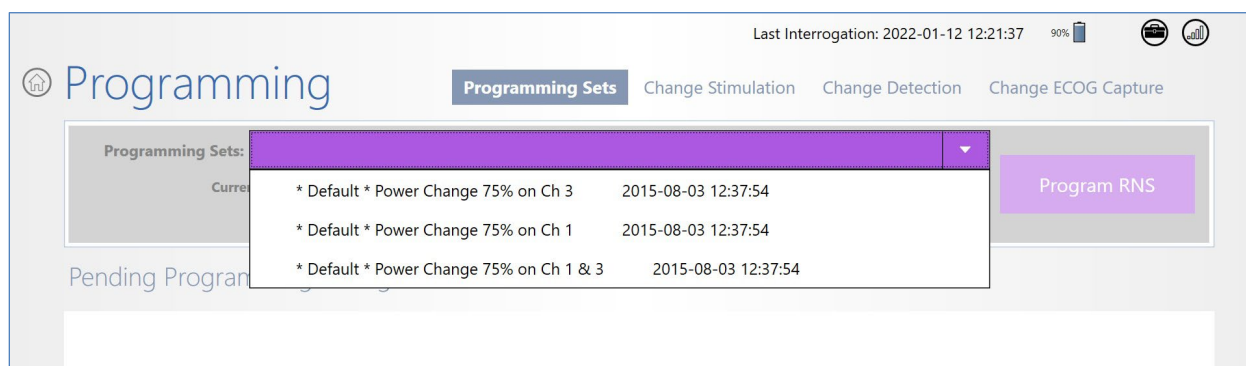 Last Interrogation: 2022-01-12 12:21:37 90%
Programming
Programming Sets Change Stimulation Change Detection Change ECOG Capture
Programming Sets:
Curre
* Default * Power Change 75% on Ch 3 2015-08-03 12:37:54
Program RNS
* Default * Power Change 75% on Ch 1 2015-08-03 12:37:54
* Default * Power Change 75% on Ch 1 & 3 2015-08-03 12:37:54
Pending Progra